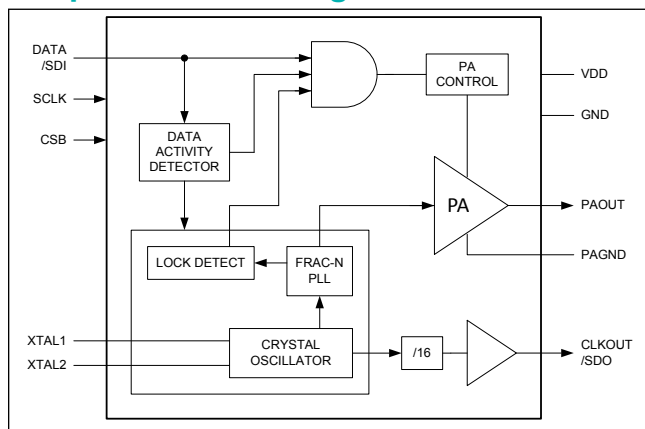 DATA
/SDI
SCLK
CSB
DATA
ACTIVITY
DETECTOR
PA
CONTROL
VDD
GND
PA
PAOUT
PAGND
LOCK DETECT
FRAC-N
PLL
XTAL1
XTAL2
CRYSTAL
OSCILLATOR
/16
CLKOUT
/SDO